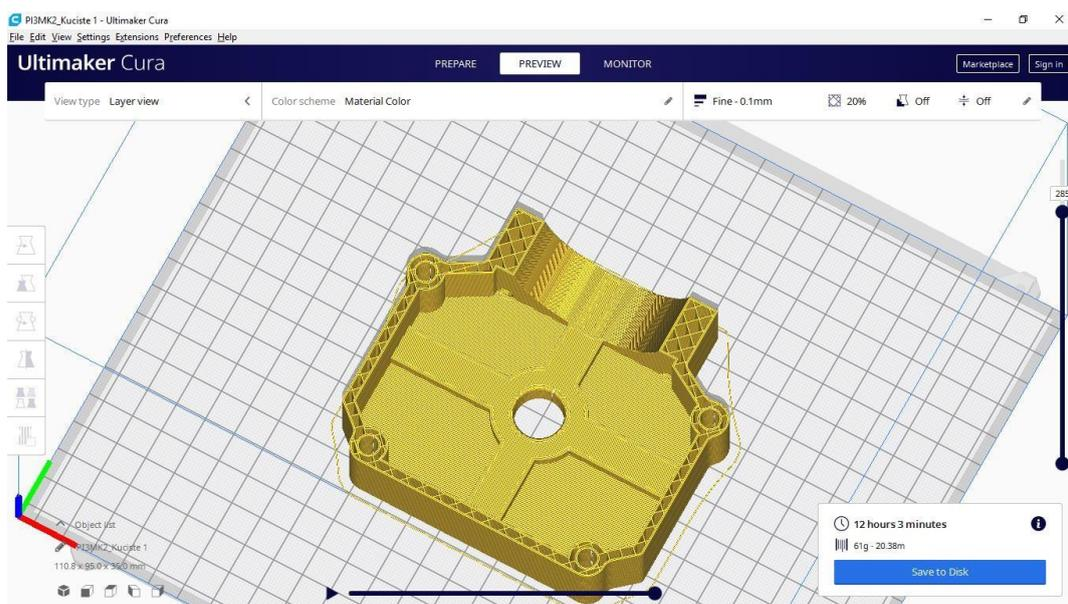 PI3MK2_Kuciste 1 - Ultimaker Cura
File Edit View Settings Extensions Preferences Help
Ultimaker Cura
PREPARE
PREVIEW
MONITOR
Marketplace
Sign in
View type Layer view
Color scheme Material Color
Fine - 0.1mm
20%
Off
Off
285
Object list
PI3MK2_Kuciste 1
110.8 x 95.0 x 35.0 mm
12 hours 3 minutes
61g - 20.38m
Save to Disk